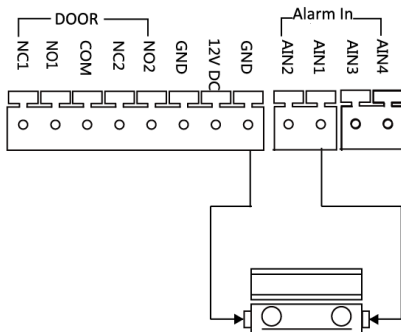 DOOR
Alarm In
NC1 NO1 COM NC2 NO2 GND 12V DC GND AIN2 AIN1 AIN3 AIN4